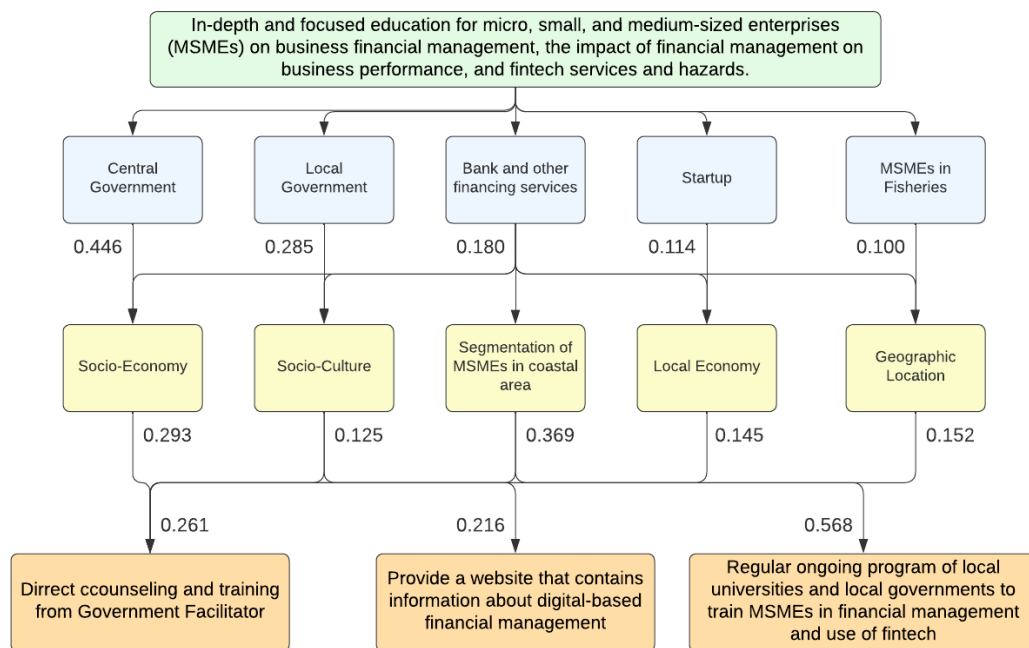 In-depth and focused education for micro, small, and medium-sized enterprises
(MSMEs) on business financial management, the impact of financial management on
business performance, and fintech services and hazards.
Central
Government
Local
Government
Bank and other
financing services
Startup
MSMEs in
Fisheries
0.446
0.285
0.180
0.114
0.100
Socio-Economy
Socio-Culture
Segmentation of
MSMEs in coastal
area
Local Economy
Geographic
Location
0.293
0.125
0.369
0.145
0.152
0.261
0.216
0.568
Dirrect ccounseling and training
from Government Facilitator
Provide a website that contains
information about digital-based
financial management
Regular ongoing program of local
universities and local governments to
train MSMEs in financial management
and use of fintech